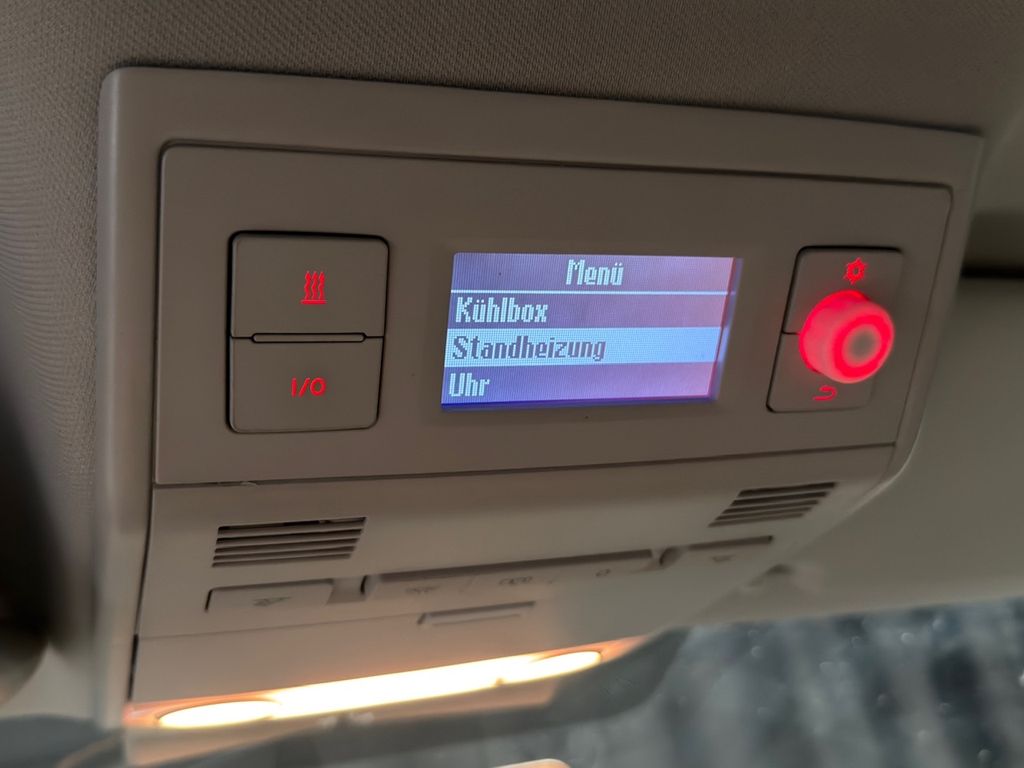 Menü
Kühlbox
Standheizung
Uhr
I/O